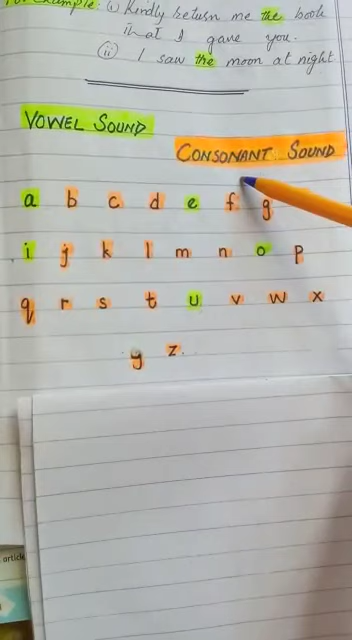 Example: (i) Kindly return me the book
that I gave you.
(ii) I saw the moon at night
VOWEL SOUND
CONSONANT SOUND
a b c d e f g
i j k l m n o p
q r s t u v w x
y z.
article